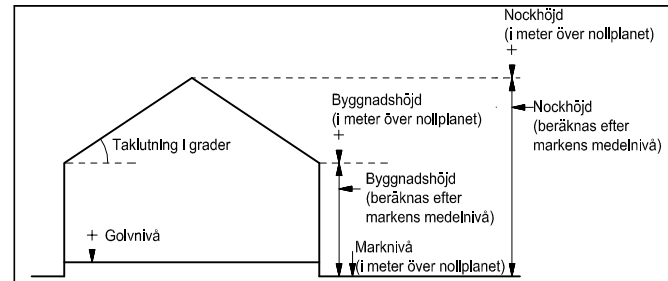 Nockhöjd
(i meter över nollplanet)
+
Byggnadshöjd
(i meter över nollplanet)
+
Nockhöjd
(beräknas efter
markens medelnivå)
Taklutning I grader
Byggnadshöjd
(beräknas efter
markens medelnivå)
+ Golvnivå
Marknivå
(i meter över nollplanet)